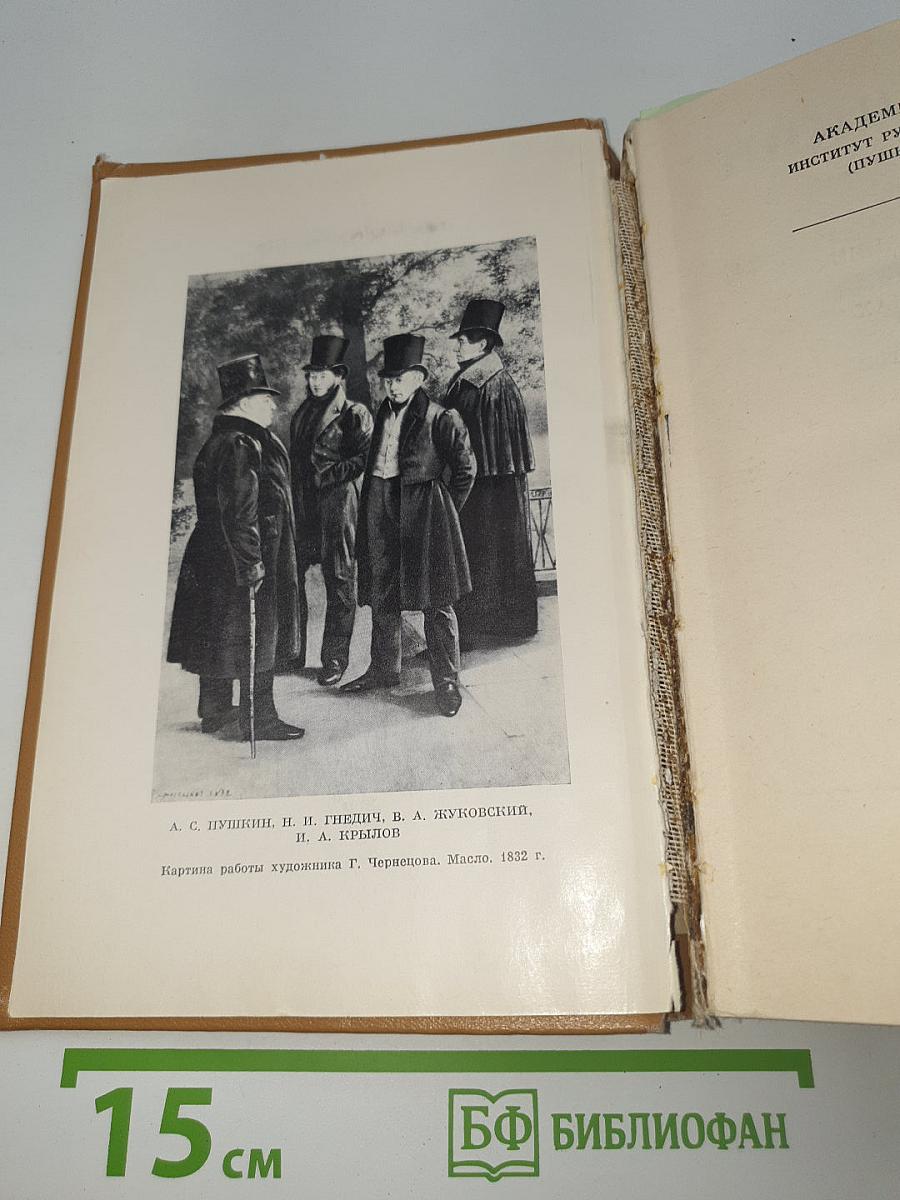 А. С. ПУШКИН, Н. И. ГНЕДИЧ, В. А. ЖУКОВСКИЙ,
И. А. КРЫЛОВ
Картина работы художника Г. Чернецова. Масло. 1832 г.
АКАДЕМ
ИНСТИТУТ РУ
(ПУШ
15 см
БФ БИБЛИОФАН